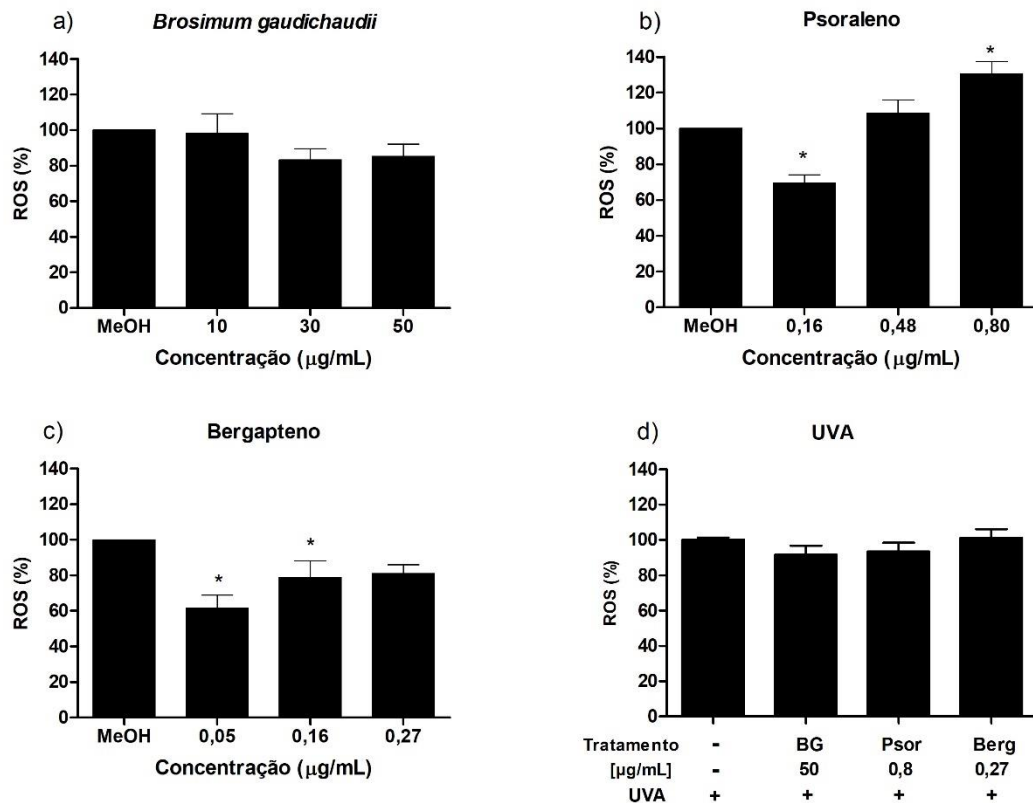 a) Brosimum gaudichaudii
ROS (%)
140
120
100
80
60
40
20
0
MeOH 10 30 50
Concentração (μg/mL)
b) Psoraleno
ROS (%)
140
120
100
80
60
40
20
0
* *
MeOH 0,16 0,48 0,80
Concentração (μg/mL)
c) Bergapteno
ROS (%)
140
120
100
80
60
40
20
0
* *
MeOH 0,05 0,16 0,27
Concentração (μg/mL)
d) UVA
ROS (%)
140
120
100
80
60
40
20
0
Tratamento - BG Psor Berg
[μg/mL] - 50 0,8 0,27
UVA + + + +